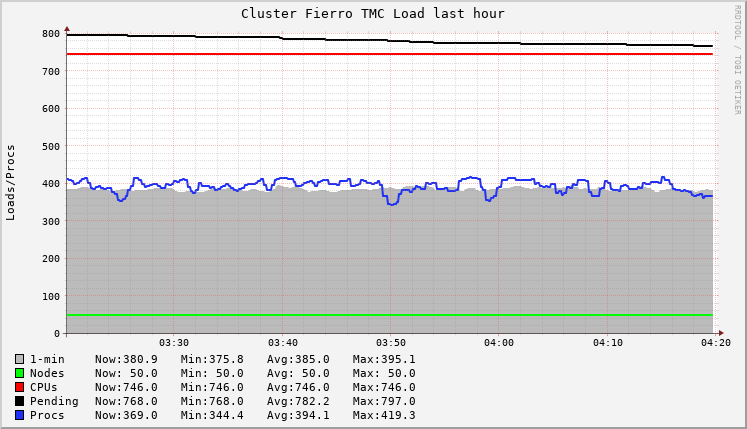 Cluster Fierro TMC Load last hour
RRDTOOL / TOBI OETIKER
Loads/Procs
800
700
600
500
400
300
200
100
0
03:30 03:40 03:50 04:00 04:10 04:20
1-min Now:380.9 Min:375.8 Avg:385.0 Max:395.1
Nodes Now: 50.0 Min: 50.0 Avg: 50.0 Max: 50.0
CPUs Now:746.0 Min:746.0 Avg:746.0 Max:746.0
Pending Now:768.0 Min:768.0 Avg:782.2 Max:797.0
Procs Now:369.0 Min:344.4 Avg:394.1 Max:419.3